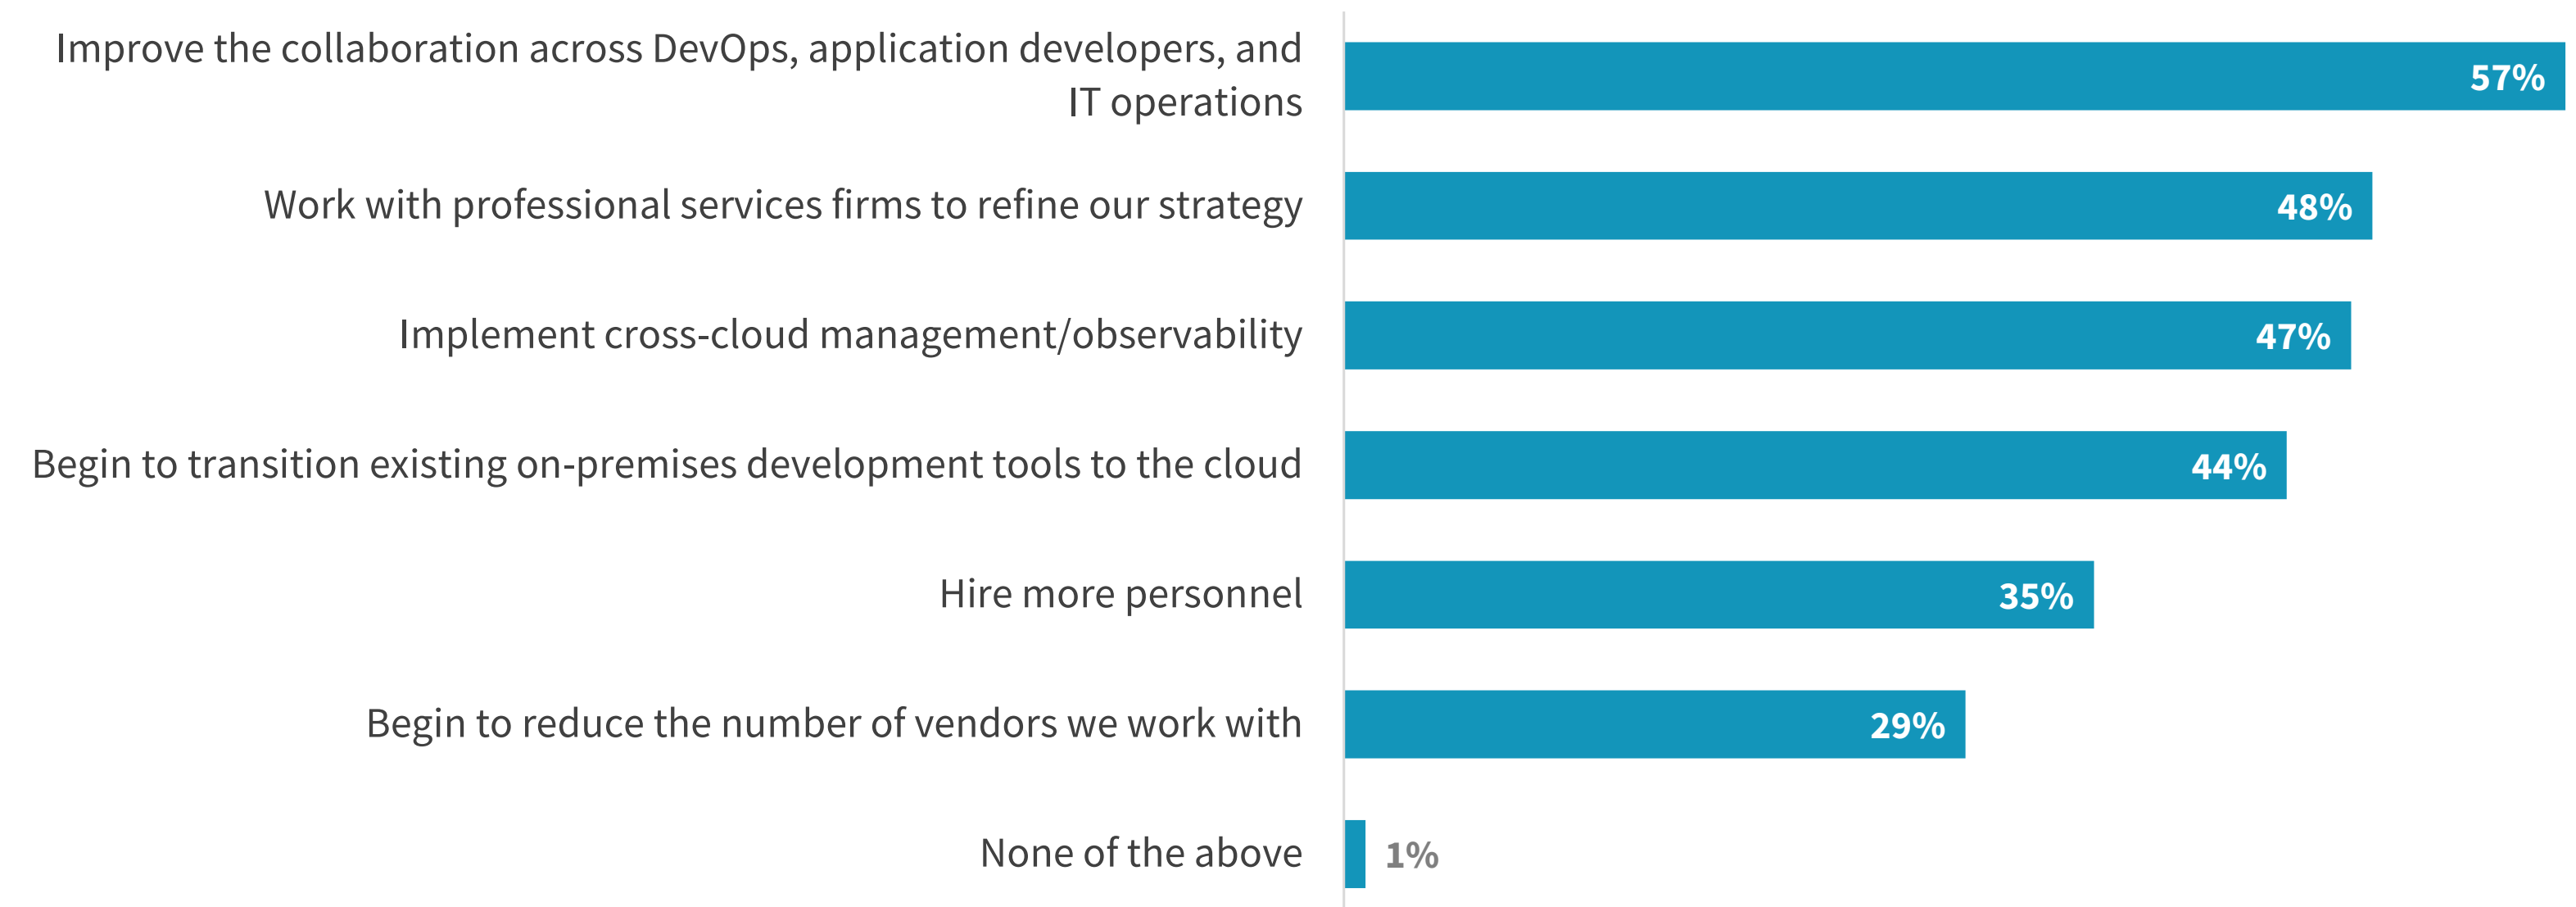 Improve the collaboration across DevOps, application developers, and
IT operations
57%
Work with professional services firms to refine our strategy
48%
Implement cross-cloud management/observability
47%
Begin to transition existing on-premises development tools to the cloud
44%
Hire more personnel
35%
Begin to reduce the number of vendors we work with
29%
None of the above
1%